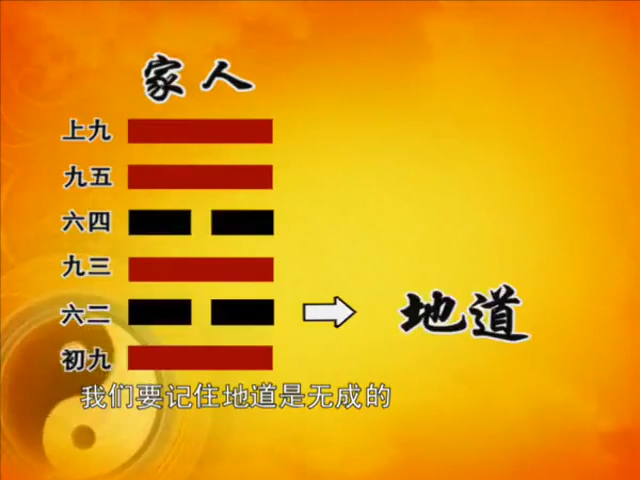 家人
上九
九五
六四
九三
六二
地道
初九
我们要记住地道是无成的